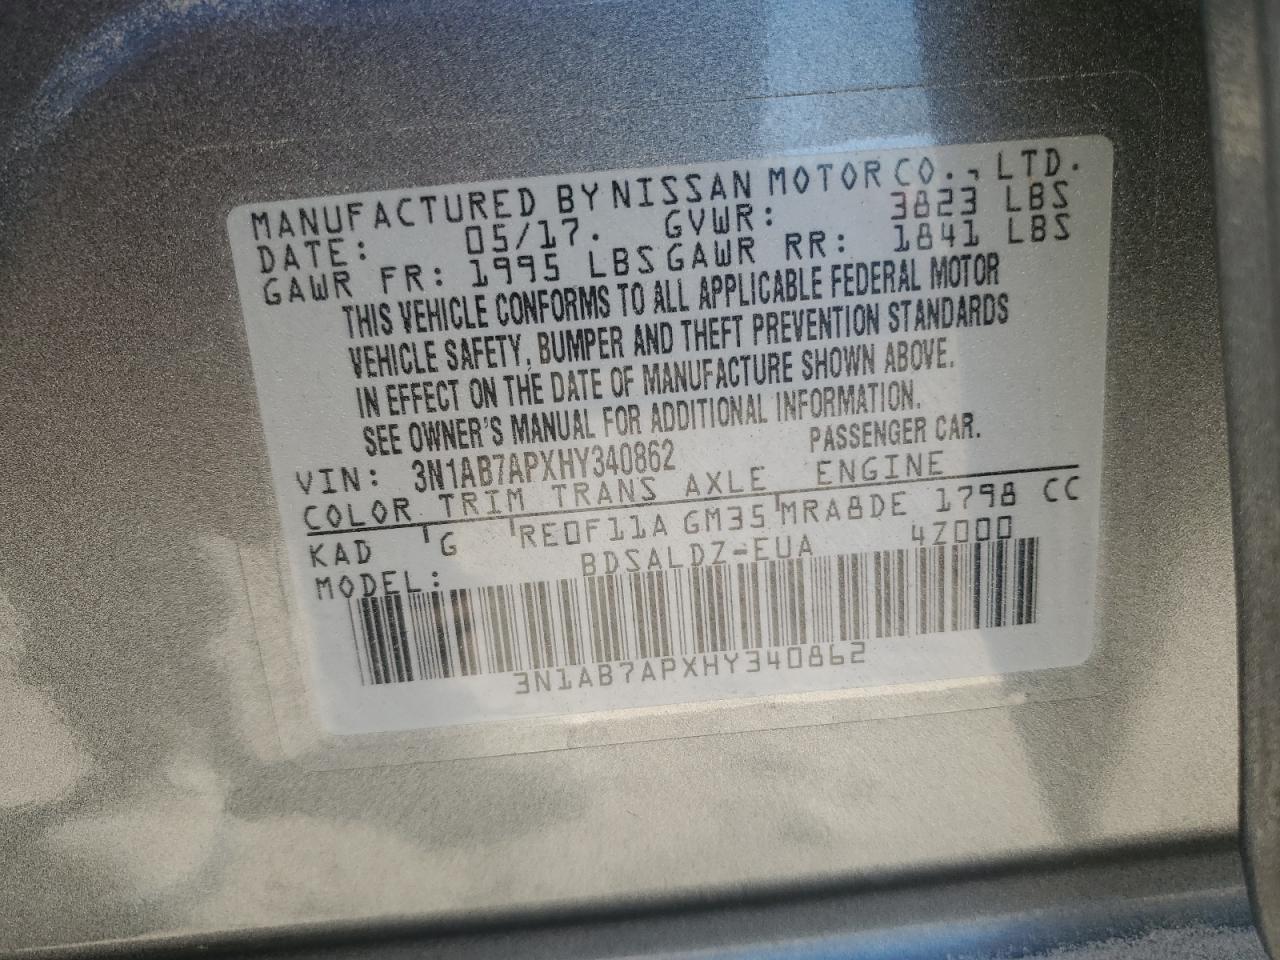 MANUFACTURED BY NISSAN MOTOR CO., LTD.
DATE: 05/17. GVWR: 3823 LBS
GAWR FR: 1995 LBS GAWR RR: 1841 LBS
THIS VEHICLE CONFORMS TO ALL APPLICABLE FEDERAL MOTOR
VEHICLE SAFETY, BUMPER AND THEFT PREVENTION STANDARDS
IN EFFECT ON THE DATE OF MANUFACTURE SHOWN ABOVE.
SEE OWNER'S MANUAL FOR ADDITIONAL INFORMATION.
VIN: 3N1AB7APXHY340862 PASSENGER CAR.
COLOR TRIM TRANS AXLE ENGINE
KAD G RE0F11A GM35 MRA8DE 1798 CC
MODEL: BDSALDZ-EUA 4Z000
3N1AB7APXHY340862